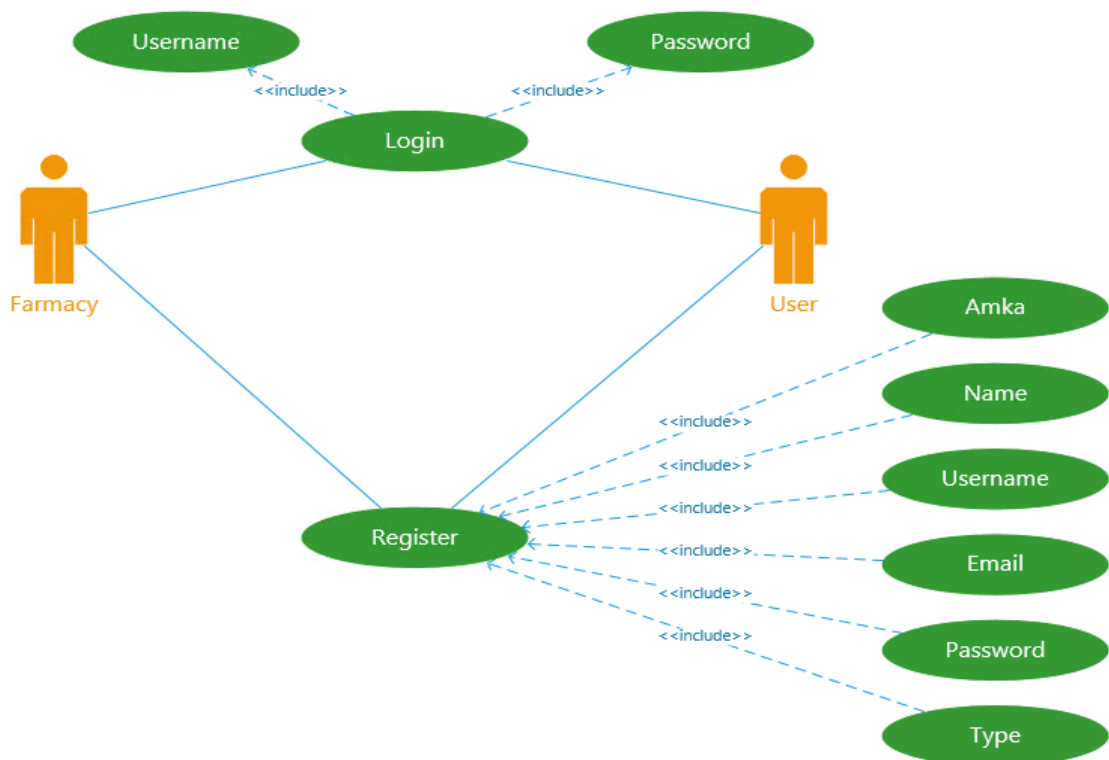 Username
Password
<<include>>
<<include>>
Login
Farmacy
User
Amka
Name
<<include>>
<<include>>
Username
<<include>>
Register
<<include>>
Email
<<include>>
<<include>>
Password
Type